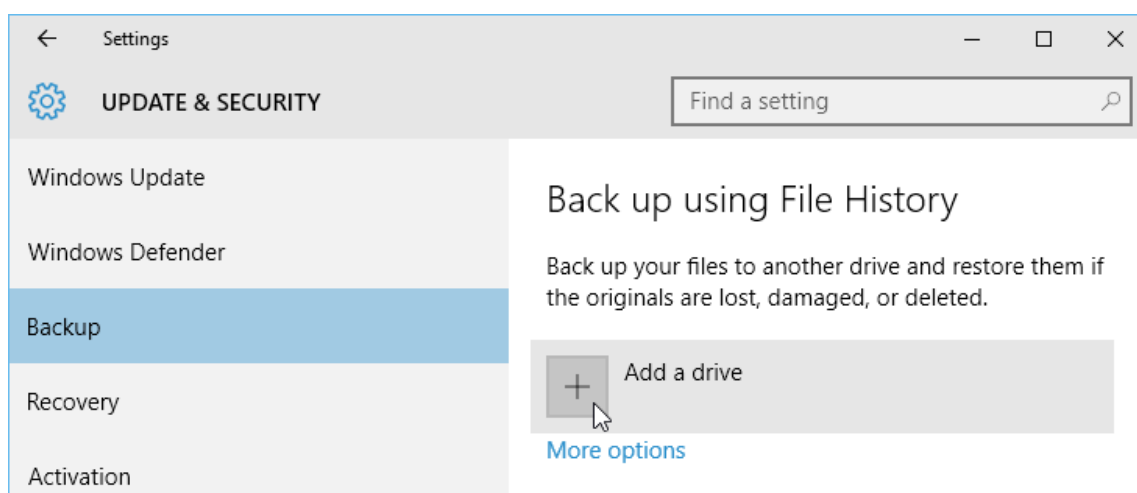 Settings
UPDATE & SECURITY
Find a setting
Windows Update
Windows Defender
Backup
Recovery
Activation
Back up using File History
Back up your files to another drive and restore them if
the originals are lost, damaged, or deleted.
Add a drive
More options